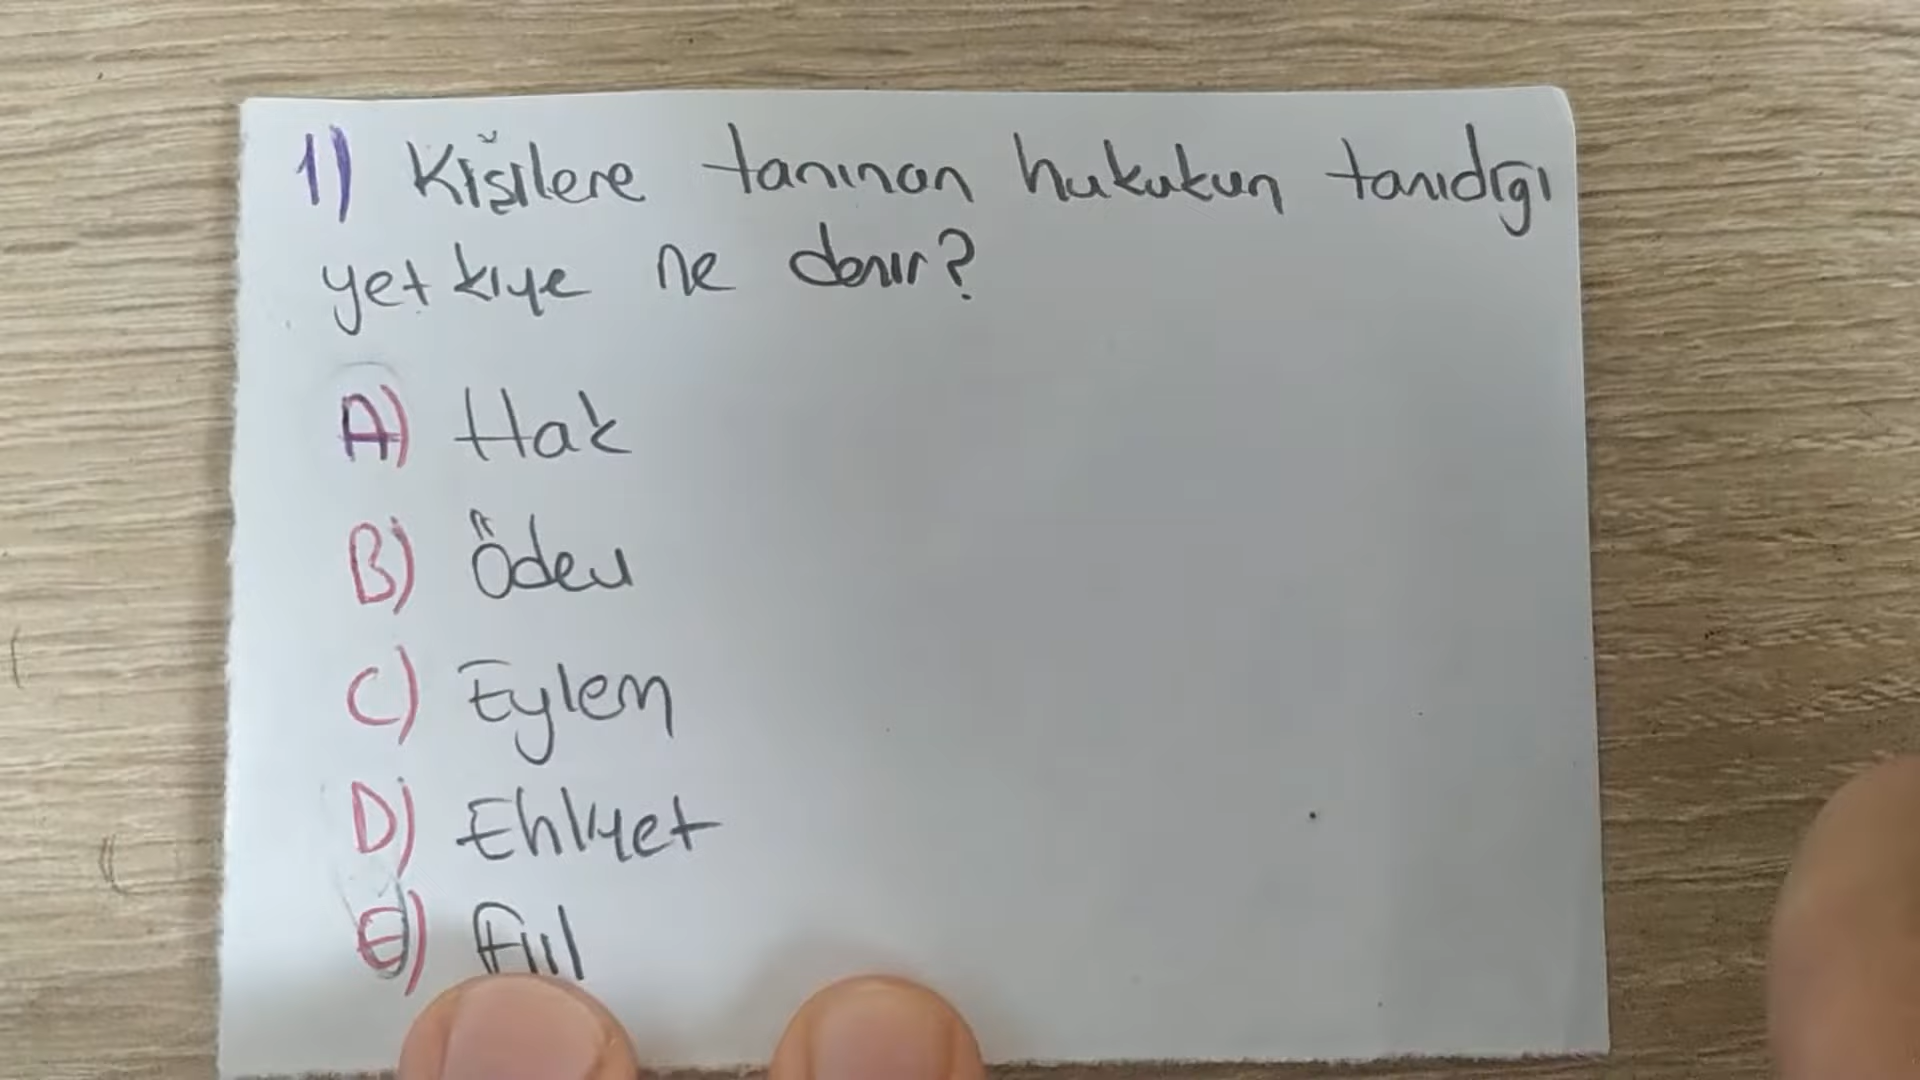 1) Kişilere tanınan hukukun tanıdığı
yetkiye ne denir?
A) Hak
B) Ödev
C) Eylem
D) Ehliyet
E) Fiil